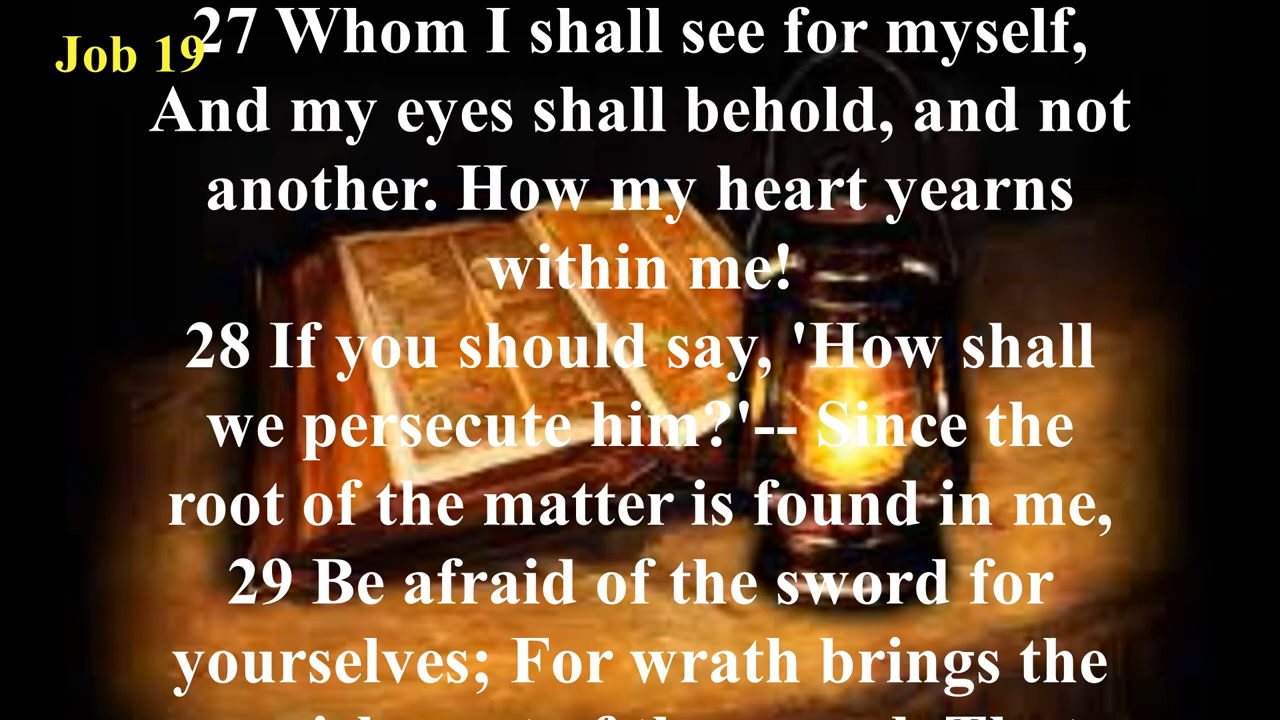 Job 19
27 Whom I shall see for myself,
And my eyes shall behold, and not
another. How my heart yearns
within me!
28 If you should say, 'How shall
we persecute him?'-- Since the
root of the matter is found in me,
29 Be afraid of the sword for
yourselves; For wrath brings the